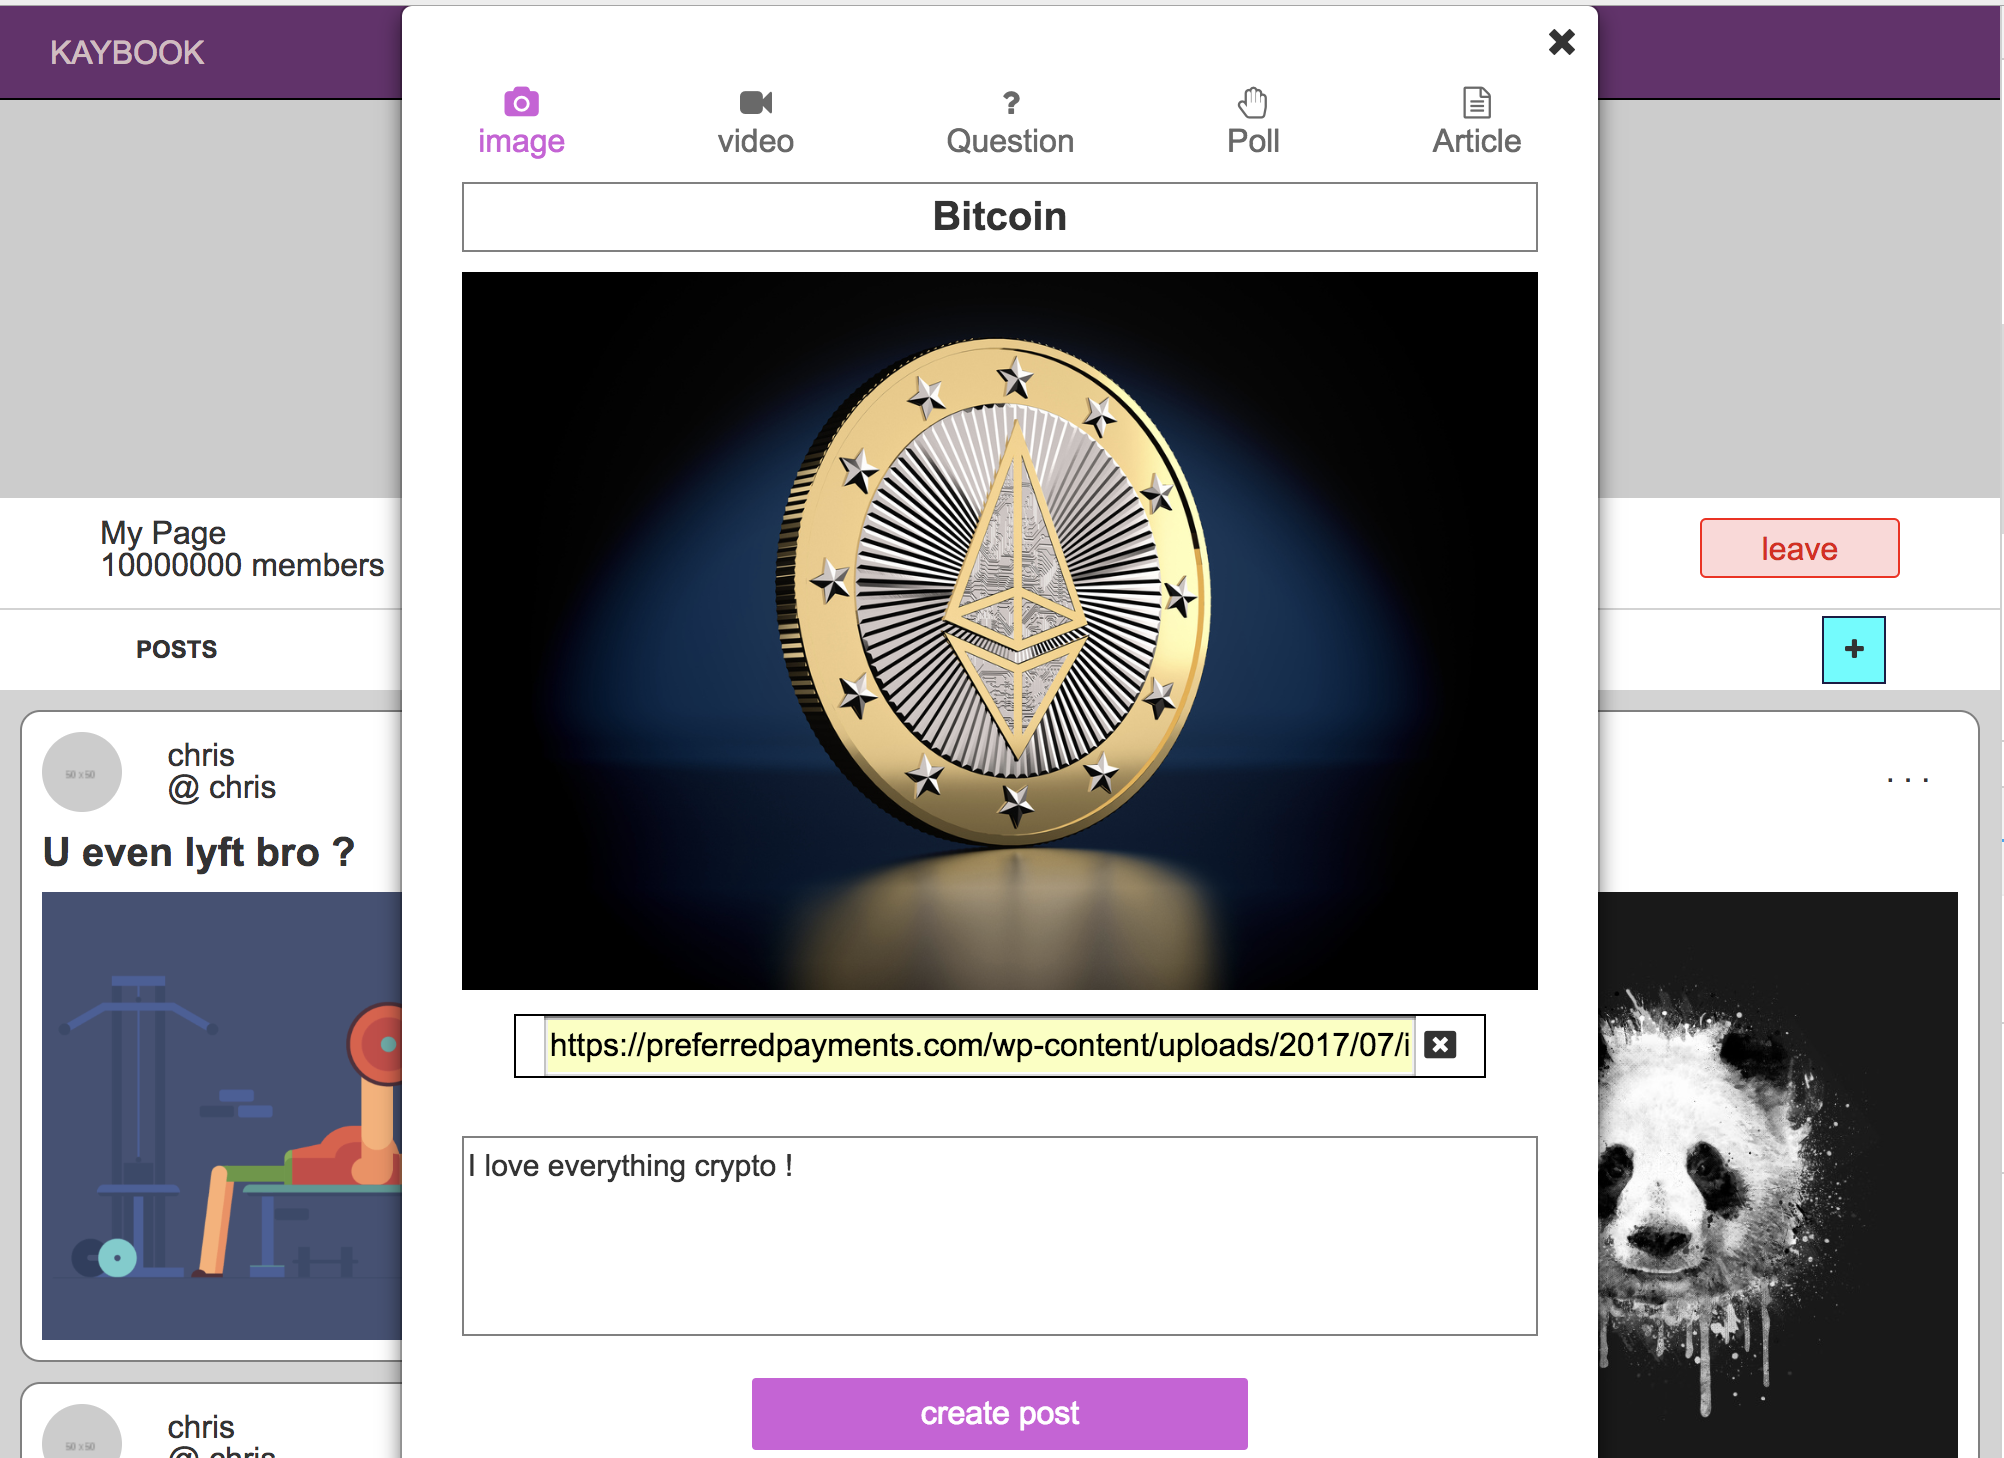 KAYBOOK
image
video
?
Question
Poll
Article
Bitcoin
My Page
10000000 members
leave
POSTS
+
chris
@ chris
. . .
U even lyft bro ?
https://preferredpayments.com/wp-content/uploads/2017/07/i
I love everything crypto !
create post
50 x 50
chris
@ chris
50 x 50